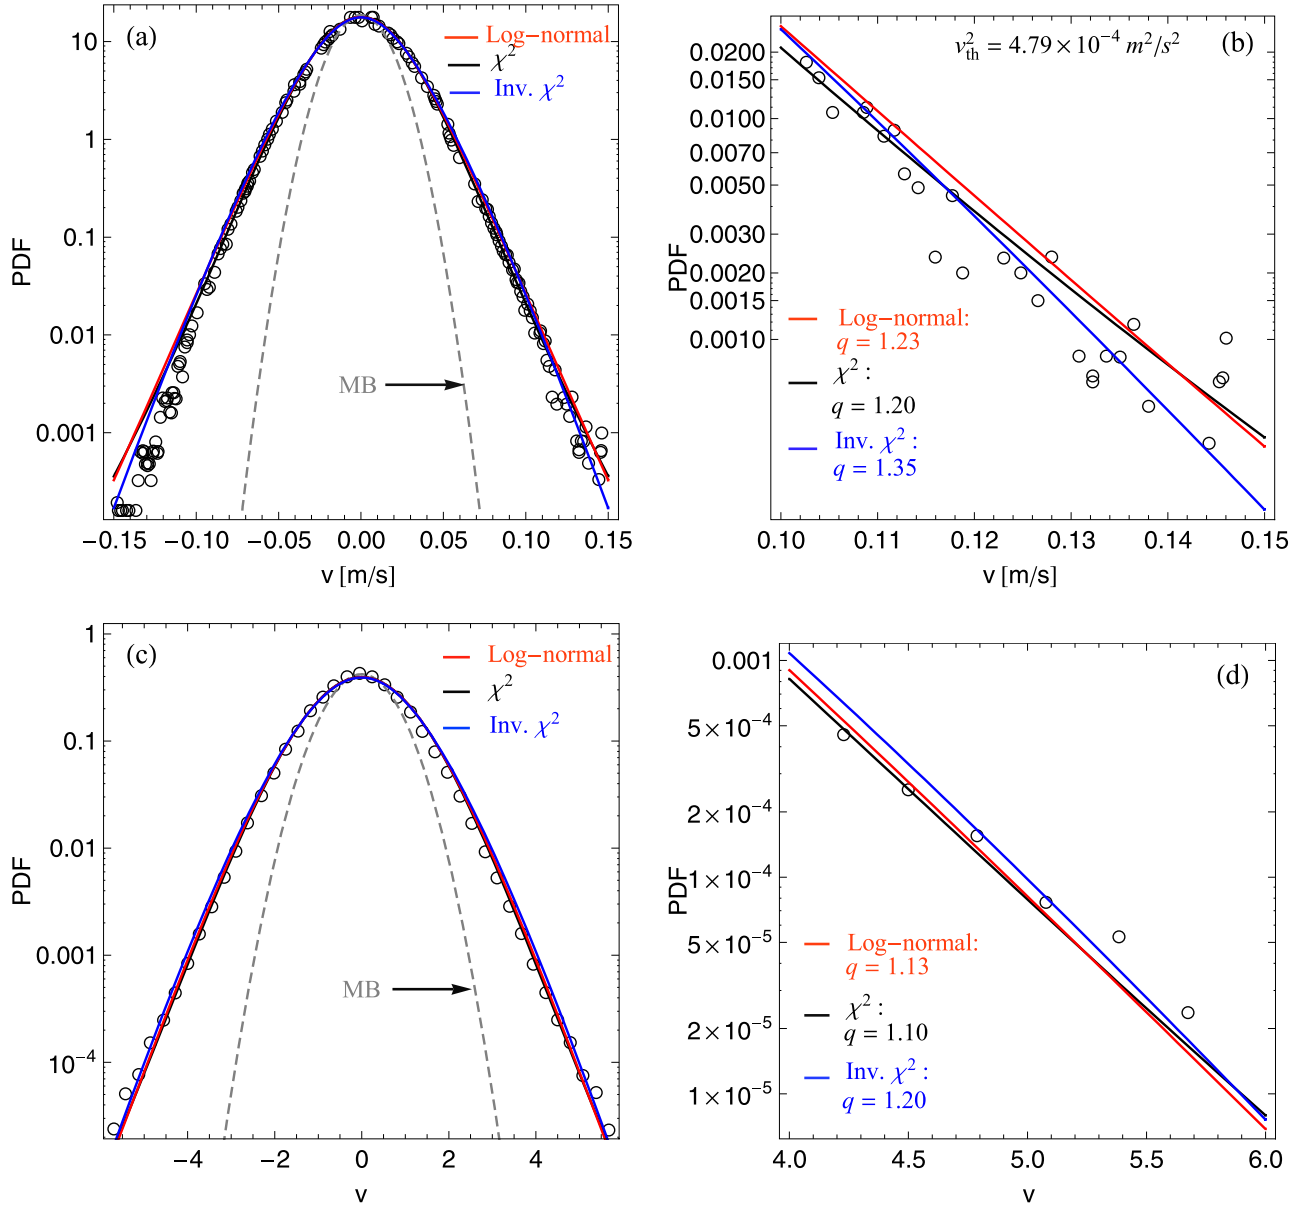 (a)
Log−normal
χ²
Inv. χ²
MB
PDF
10
1
0.1
0.01
0.001
−0.15
−0.10
−0.05
0.00
0.05
0.10
0.15
v [m/s]
(b)
v²th = 4.79 × 10⁻⁴ m²/s²
PDF
0.0200
0.0150
0.0100
0.0070
0.0050
0.0030
0.0020
0.0015
0.0010
Log−normal:
q = 1.23
χ² :
q = 1.20
Inv. χ² :
q = 1.35
0.10
0.11
0.12
0.13
0.14
0.15
v [m/s]
(c)
Log−normal
χ²
Inv. χ²
MB
PDF
1
0.1
0.01
0.001
10⁻⁴
−4
−2
0
2
4
v
(d)
PDF
0.001
5×10⁻⁴
2×10⁻⁴
1×10⁻⁴
5×10⁻⁵
2×10⁻⁵
1×10⁻⁵
Log−normal:
q = 1.13
χ² :
q = 1.10
Inv. χ² :
q = 1.20
4.0
4.5
5.0
5.5
6.0
v